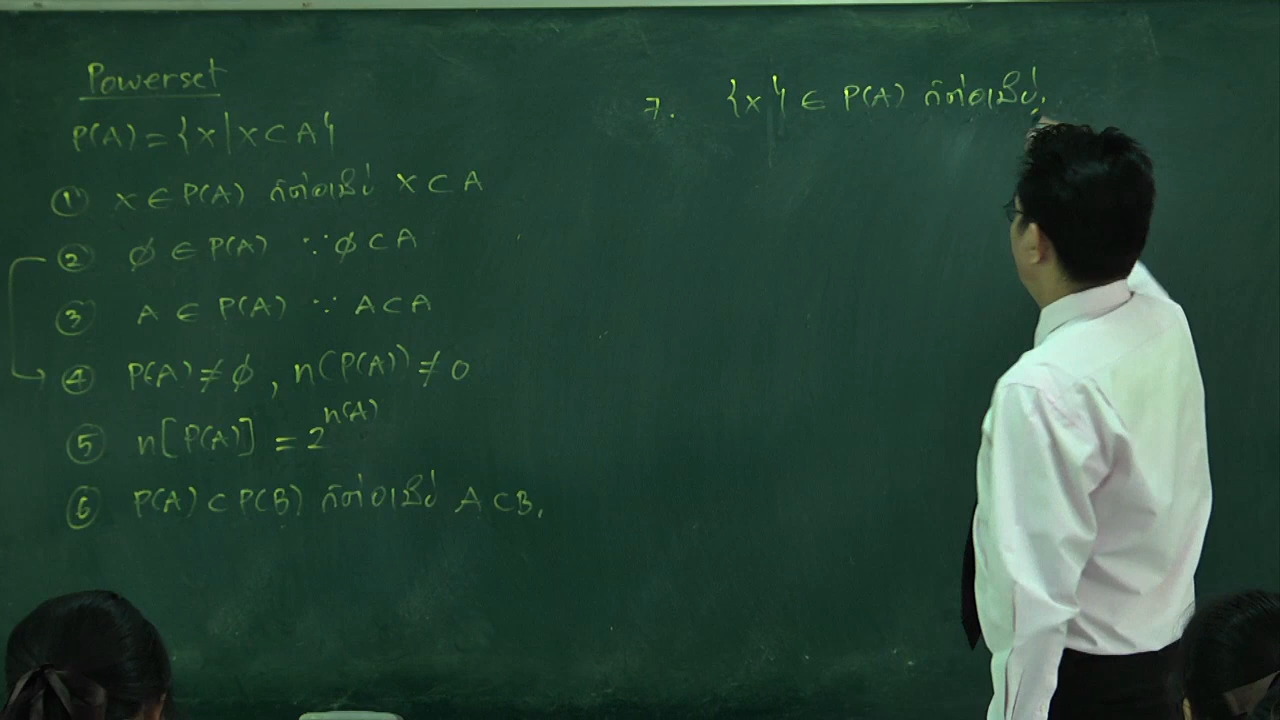 Powerset
P(A) = {x | x ⊂ A}
① x ∈ P(A) ก็ต่อเมื่อ x ⊂ A
② ø ∈ P(A) ∵ ø ⊂ A
③ A ∈ P(A) ∵ A ⊂ A
④ P(A) ≠ ø , n(P(A)) ≠ 0
⑤ n[P(A)] = 2^n(A)
⑥ P(A) ⊂ P(B) ก็ต่อเมื่อ A ⊂ B,
7. {x} ∈ P(A) ก็ต่อเมื่อ